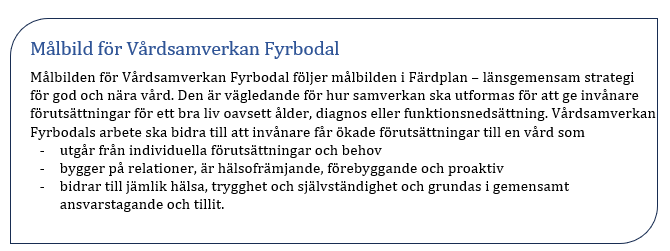 Målbild för Vårdsamverkan Fyrbodal
Målbilden för Vårdsamverkan Fyrbodal följer målbilden i Färdplan – länsgemensam strategi
för god och nära vård. Den är vägledande för hur samverkan ska utformas för att ge invånare
förutsättningar för ett bra liv oavsett ålder, diagnos eller funktionsnedsättning. Vårdsamverkan
Fyrbodals arbete ska bidra till att invånare får ökade förutsättningar till en vård som
- utgår från individuella förutsättningar och behov
- bygger på relationer, är hälsofrämjande, förebyggande och proaktiv
- bidrar till jämlik hälsa, trygghet och självständighet och grundas i gemensamt
ansvarstagande och tillit.